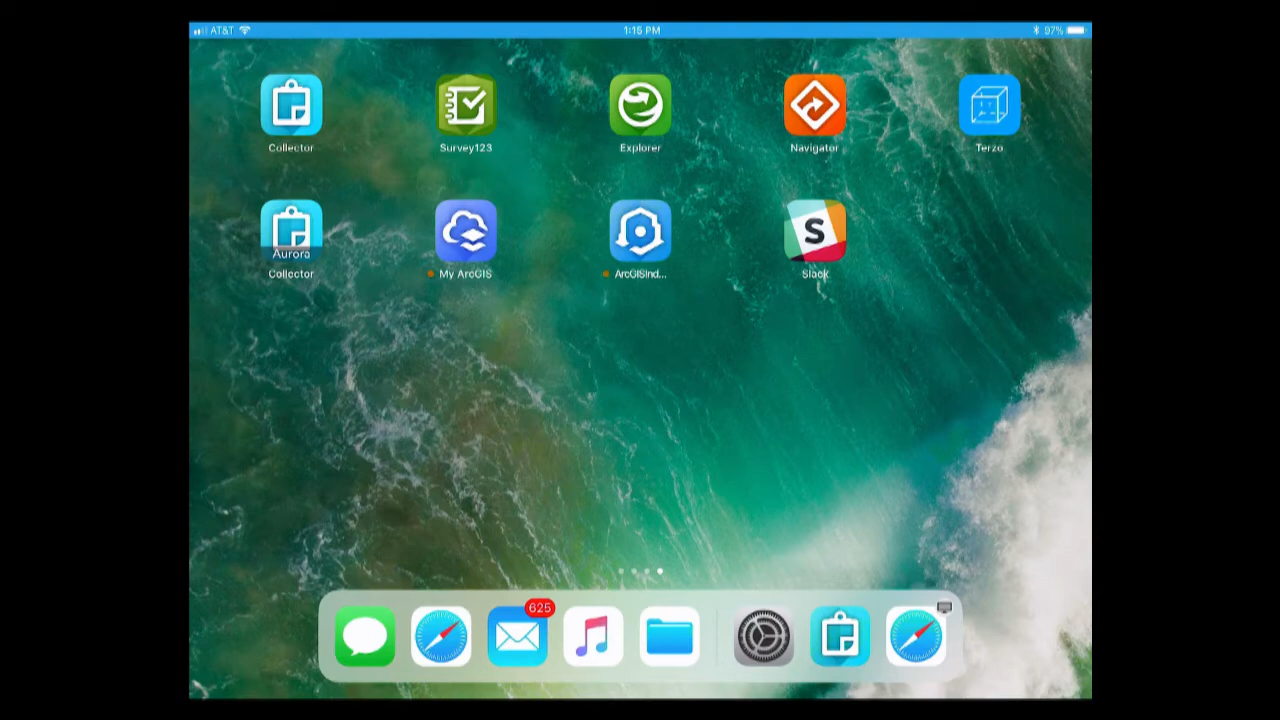 AT&T 1:15 PM 97%
Collector Survey123 Explorer Navigator Terzo
Aurora S
Collector My ArcGIS ArcGISInd... Slack
625